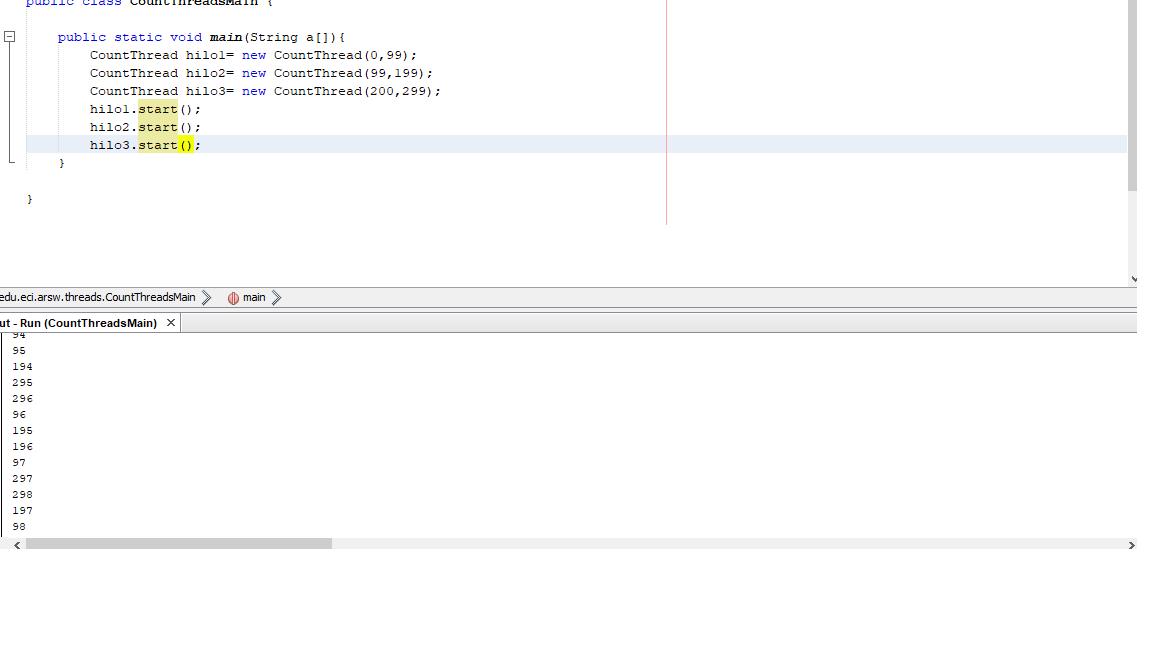 public class CountThreadsMain {
public static void main(String a[]){
CountThread hilo1= new CountThread(0,99);
CountThread hilo2= new CountThread(99,199);
CountThread hilo3= new CountThread(200,299);
hilo1.start();
hilo2.start();
hilo3.start();
}
}
edu.eci.arsw.threads.CountThreadsMain
main
ut - Run (CountThreadsMain) ×
94
95
194
295
296
96
195
196
97
297
298
197
98